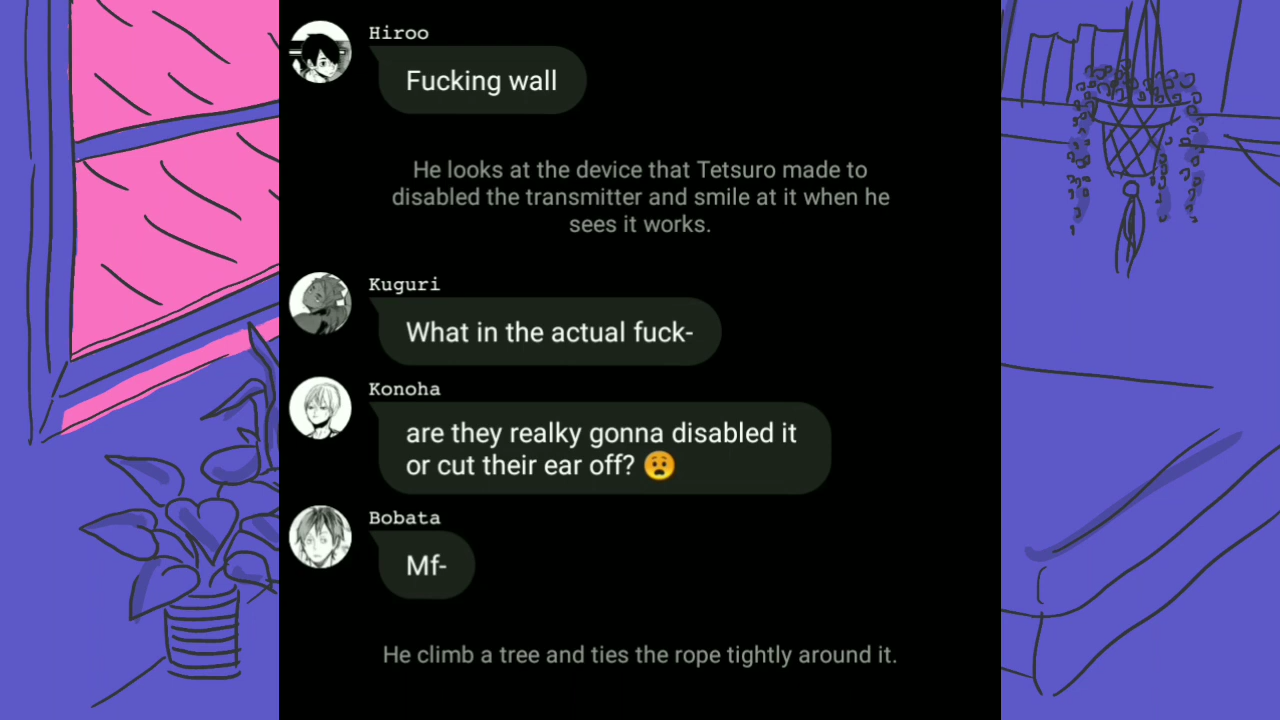 Hiroo
Fucking wall
He looks at the device that Tetsuro made to
disabled the transmitter and smile at it when he
sees it works.
Kuguri
What in the actual fuck-
Konoha
are they realky gonna disabled it
or cut their ear off? 😧
Bobata
Mf-
He climb a tree and ties the rope tightly around it.